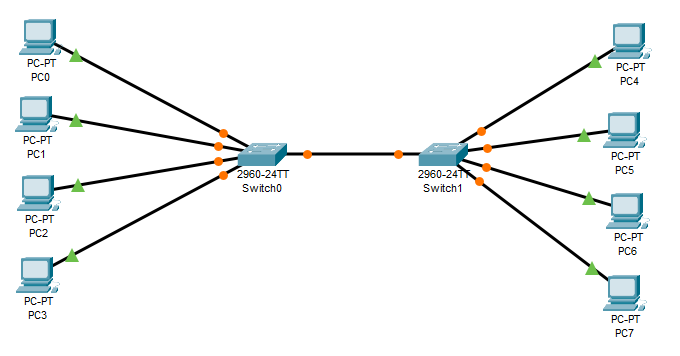 PC-PT
PC0
PC-PT
PC1
PC-PT
PC2
PC-PT
PC3
2960-24TT
Switch0
2960-24TT
Switch1
PC-PT
PC4
PC-PT
PC5
PC-PT
PC6
PC-PT
PC7